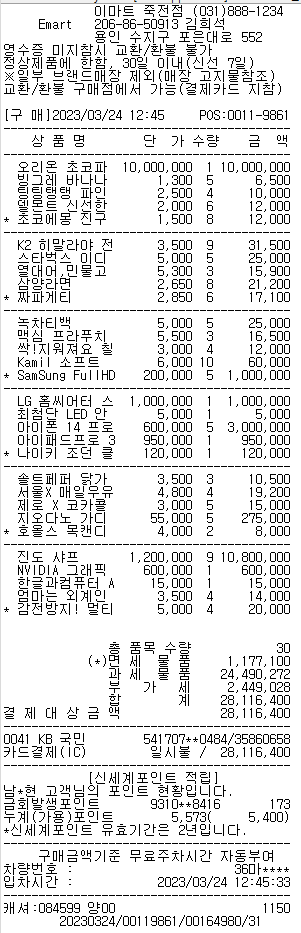 이마트 죽전점 (031)888-1234
Emart 206-86-50913 김희석
용인 수지구 포은대로 552
영수증 미지참시 교환/환불 불가
정상제품에 한함, 30일 이내(신선 7일)
※일부 브랜드매장 제외(매장 고지물참조)
교환/환불 구매점에서 가능(결제카드 지참)
[구 매]2023/03/24 12:45 POS:0011-9861
상 품 명 단 가 수량 금 액
오리온 초코파 10,000,000 1 10,000,000
빙그레 바나나 1,300 5 6,500
롤링탱탱 파인 2,500 4 10,000
델몬트 신선한 2,000 6 12,000
* 초코에몽 진구 1,500 8 12,000
K2 히말라야 전 3,500 9 31,500
스타벅스 미디 5,000 5 25,000
열대어,민물고 5,300 3 15,900
삼양라면 2,650 8 21,200
* 짜파게티 2,850 6 17,100
녹차티백 5,000 5 25,000
맥심 프라푸치 5,500 3 16,500
싹!지워져요 칠 3,000 4 12,000
Kamil 소프트 6,000 10 60,000
* SamSung FullHD 200,000 5 1,000,000
LG 홈씨어터 스 1,000,000 1 1,000,000
최첨단 LED 안 5,000 1 5,000
아이폰 14 프로 600,000 5 3,000,000
아이패드프로 3 950,000 1 950,000
* 나이키 조던 클 120,000 1 120,000
솔트페퍼 닭가 3,500 3 10,500
서울X 매일우유 4,800 4 19,200
제로 X 코카콜 3,000 5 15,000
지오다노 가디 55,000 5 275,000
* 호올스 목캔디 4,000 2 8,000
진도 샤프 1,200,000 9 10,800,000
NVIDIA 그래픽 600,000 1 600,000
한글과컴퓨터 A 15,000 1 15,000
엄마는 외계인 3,500 4 14,000
* 감전방지! 멀티 5,000 4 20,000
총 품목 수량 30
(*)면 세 물 품 1,177,100
과 세 물 품 24,490,272
부 가 세 2,449,028
합 계 28,116,400
결 제 대 상 금 액 28,116,400
0041 KB 국민 541707**0484/35860658
카드결제(IC) 일시불 / 28,116,400
[신세계포인트 적립]
남*현 고객님의 포인트 현황입니다.
금회발생포인트 9310**8416 173
누계(가용)포인트 5,573( 5,400)
*신세계포인트 유효기간은 2년입니다.
구매금액기준 무료주차시간 자동부여
차량번호 : 36마****
입차시간 : 2023/03/24 12:45:33
캐셔:084599 양00 1150
20230324/00119861/00164980/31